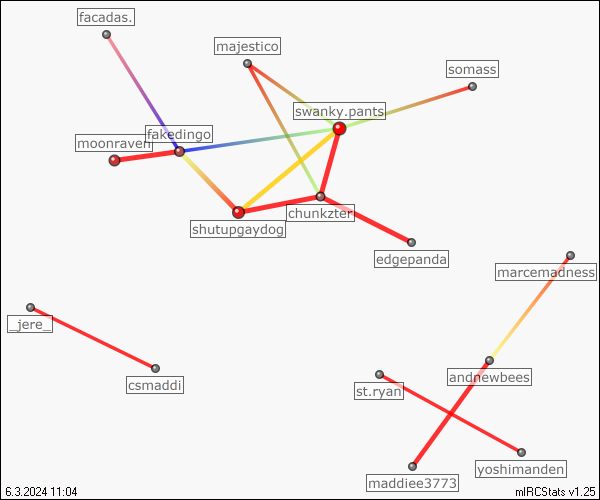 facadas.
majestico
somass
swanky.pants
fakedingo
moonraven
chunkzter
shutupgaydog
edgepanda
marcemadness
_jere_
csmaddi
andnewbees
st.ryan
yoshimanden
maddiee3773
6.3.2024 11:04
mIRCStats v1.25